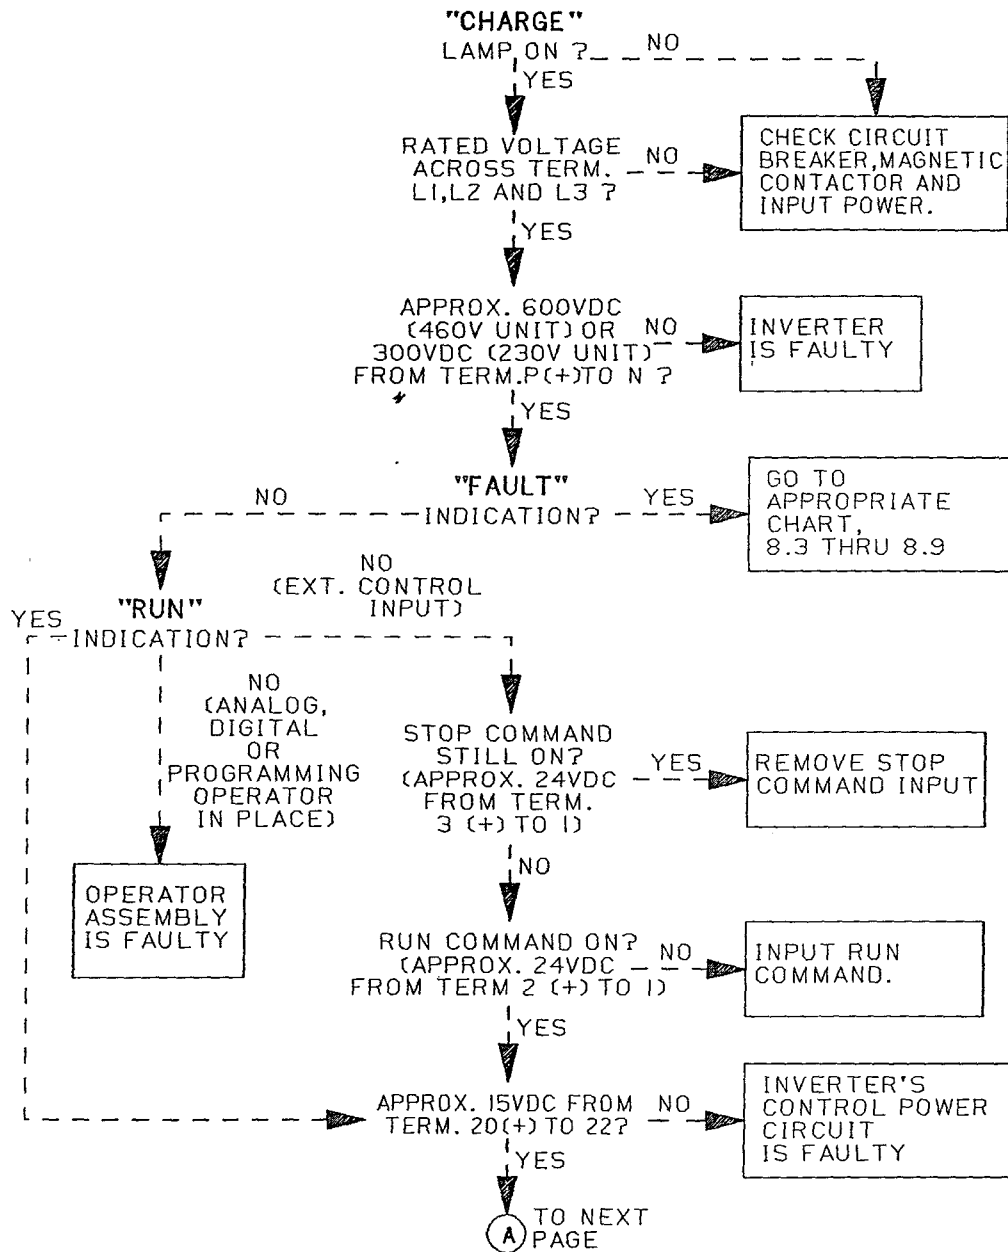 "CHARGE"
LAMP ON ?
NO
YES
RATED VOLTAGE
ACROSS TERM.
L1,L2 AND L3 ?
NO
CHECK CIRCUIT
BREAKER,MAGNETIC
CONTACTOR AND
INPUT POWER.
YES
APPROX. 600VDC
(460V UNIT) OR
300VDC (230V UNIT)
FROM TERM.P(+)TO N ?
NO
INVERTER
IS FAULTY
YES
"FAULT"
INDICATION?
NO
YES
GO TO
APPROPRIATE
CHART,
8.3 THRU 8.9
NO
(EXT. CONTROL
INPUT)
"RUN"
INDICATION?
YES
NO
(ANALOG,
DIGITAL
OR
PROGRAMMING
OPERATOR
IN PLACE)
OPERATOR
ASSEMBLY
IS FAULTY
STOP COMMAND
STILL ON?
(APPROX. 24VDC
FROM TERM.
3 (+) TO 1)
YES
REMOVE STOP
COMMAND INPUT
NO
RUN COMMAND ON?
(APPROX. 24VDC
FROM TERM 2 (+) TO 1)
NO
INPUT RUN
COMMAND.
YES
APPROX. 15VDC FROM
TERM. 20(+) TO 22?
NO
INVERTER'S
CONTROL POWER
CIRCUIT
IS FAULTY
YES
A
TO NEXT
PAGE